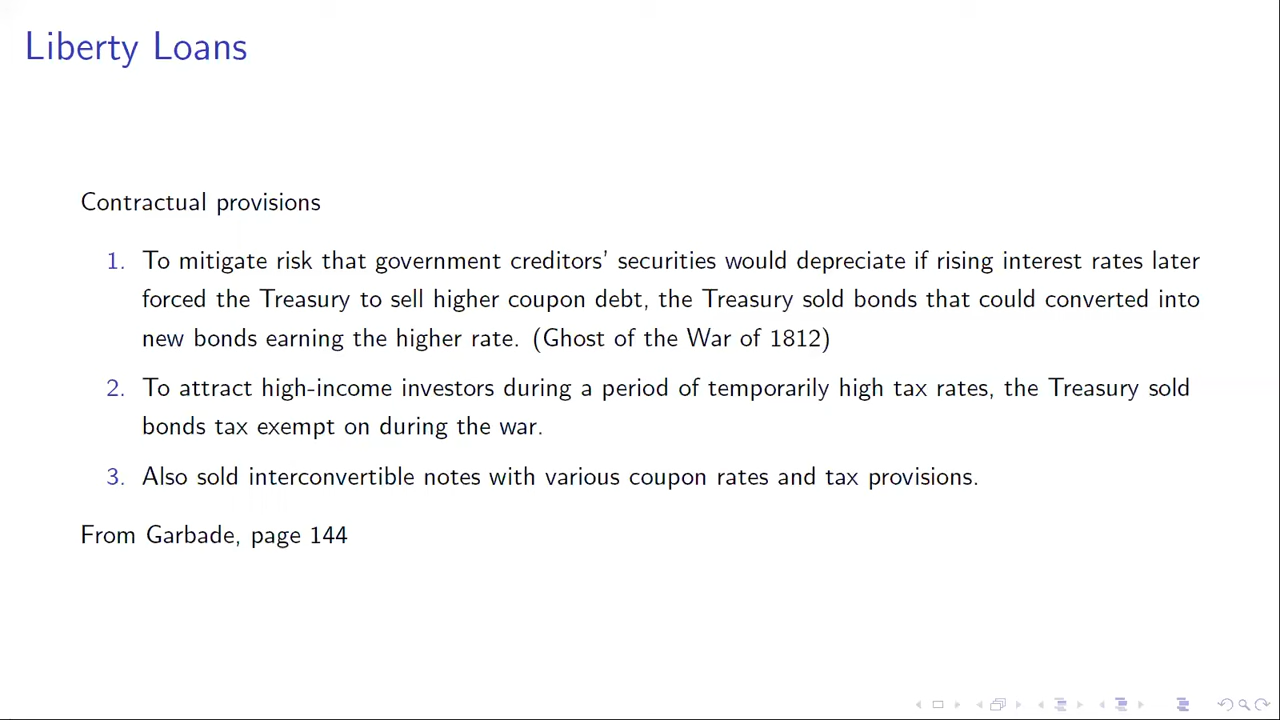 Liberty Loans
Contractual provisions
1. To mitigate risk that government creditors' securities would depreciate if rising interest rates later
forced the Treasury to sell higher coupon debt, the Treasury sold bonds that could converted into
new bonds earning the higher rate. (Ghost of the War of 1812)
2. To attract high-income investors during a period of temporarily high tax rates, the Treasury sold
bonds tax exempt on during the war.
3. Also sold interconvertible notes with various coupon rates and tax provisions.
From Garbade, page 144